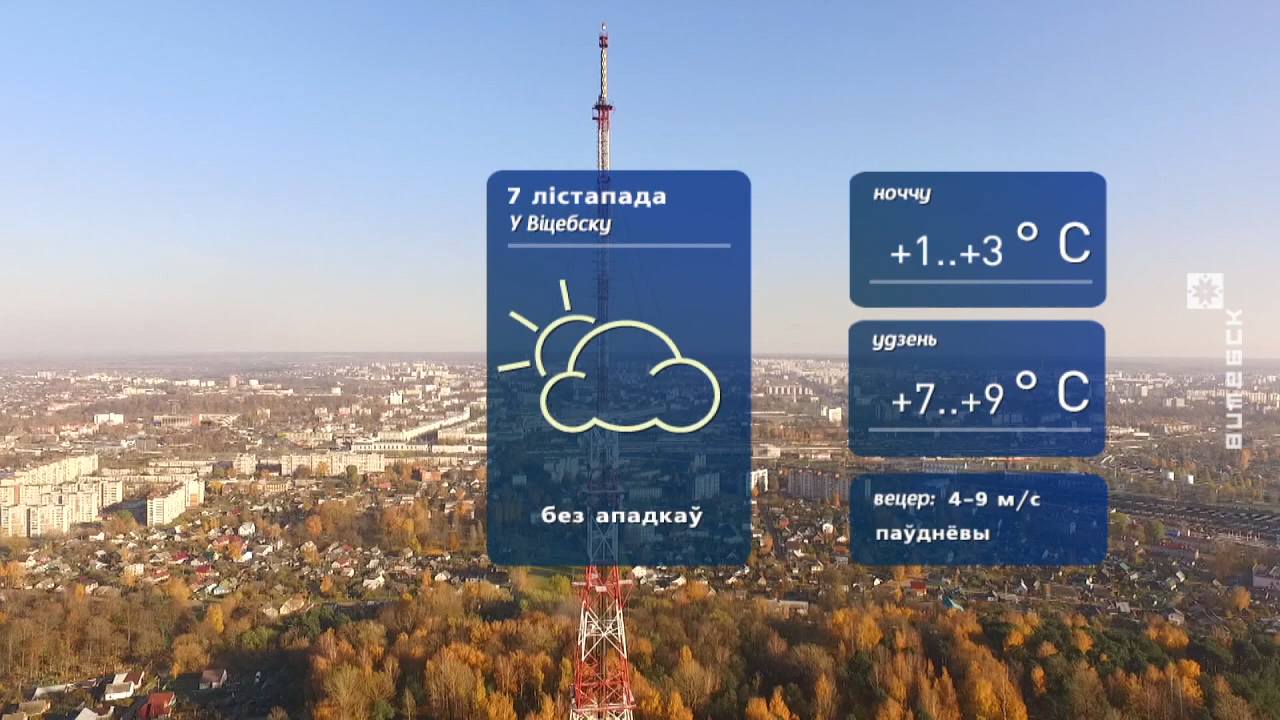 7 лістапада
У Віцебску
без ападкаў
ноччу
+1..+3 ° C
удзень
+7..+9 ° C
вецер: 4-9 м/с
паўднёвы
витебск